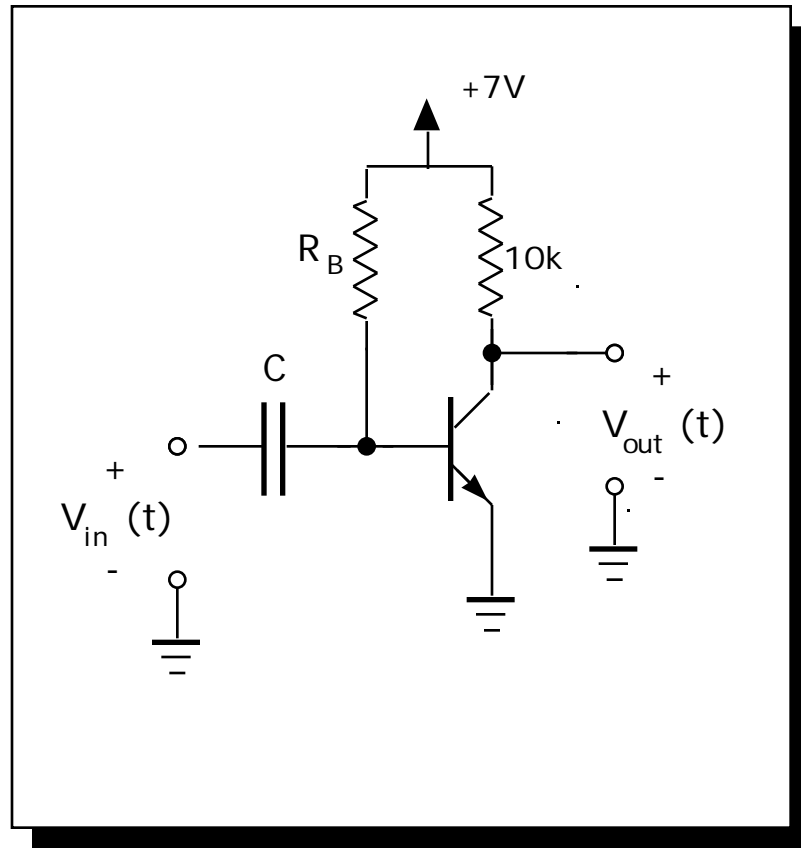 +7V
R B
10k
C
+
V out (t)
-
+
V in (t)
-